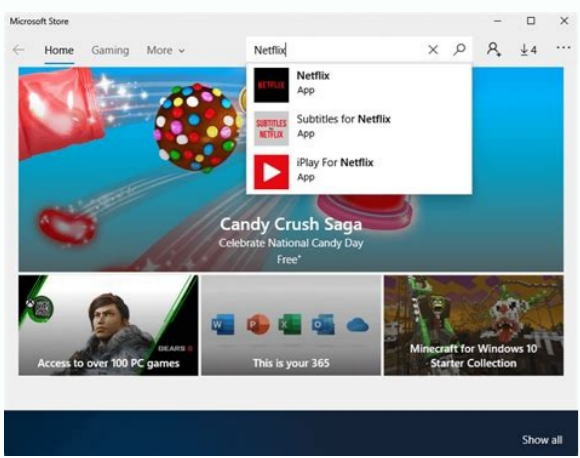 Microsoft Store
Home Gaming More
Netflix
4
NETFLIX
Netflix
App
SUBTITLES
NETFLIX
Subtitles for Netflix
App
iPlay For Netflix
App
Candy Crush Saga
Celebrate National Candy Day
Free*
GEARS 5
W P X O
Access to over 100 PC games
This is your 365
Minecraft for Windows 10
Starter Collection
Show all